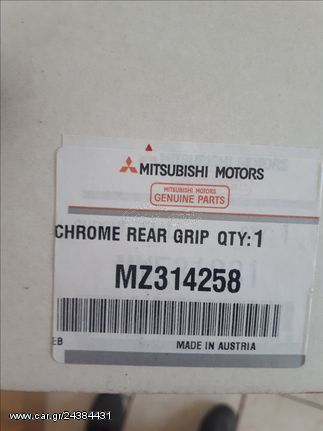 MITSUBISHI MOTORS
MITSUBISHI MOTORS
GENUINE PARTS
CHROME REAR GRIP QTY:1
MZ314258
EB
MADE IN AUSTRIA
www.car.gr/24384431